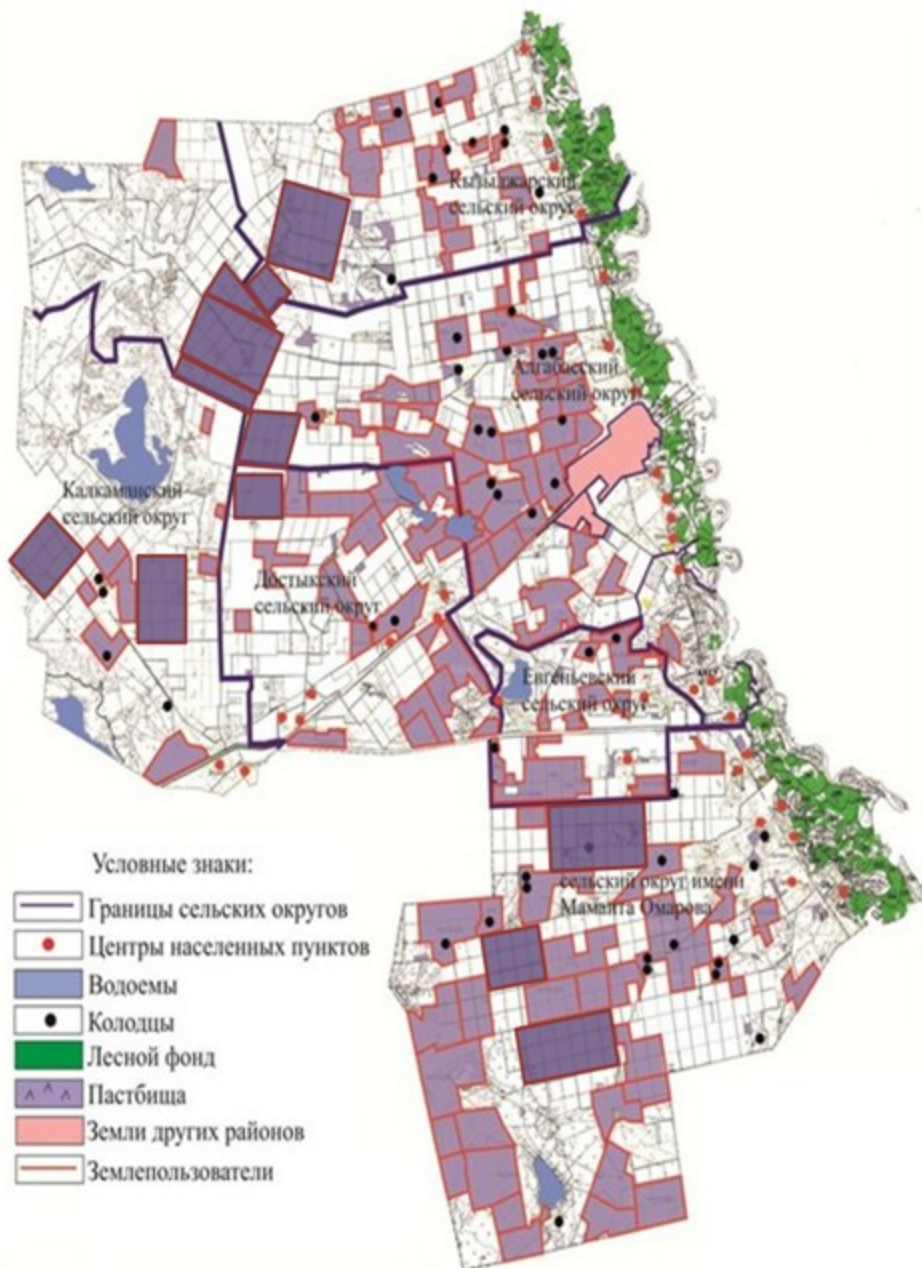 Кызылжарский
сельский округ
Алгабасский
сельский округ
Калкаманский
сельский округ
Достыкский
сельский округ
Евгеньевский
сельский округ
сельский округ имени
Мамаита Омарова
Условные знаки:
Границы сельских округов
Центры населенных пунктов
Водоемы
Колодцы
Лесной фонд
Пастбища
Земли других районов
Землепользователи